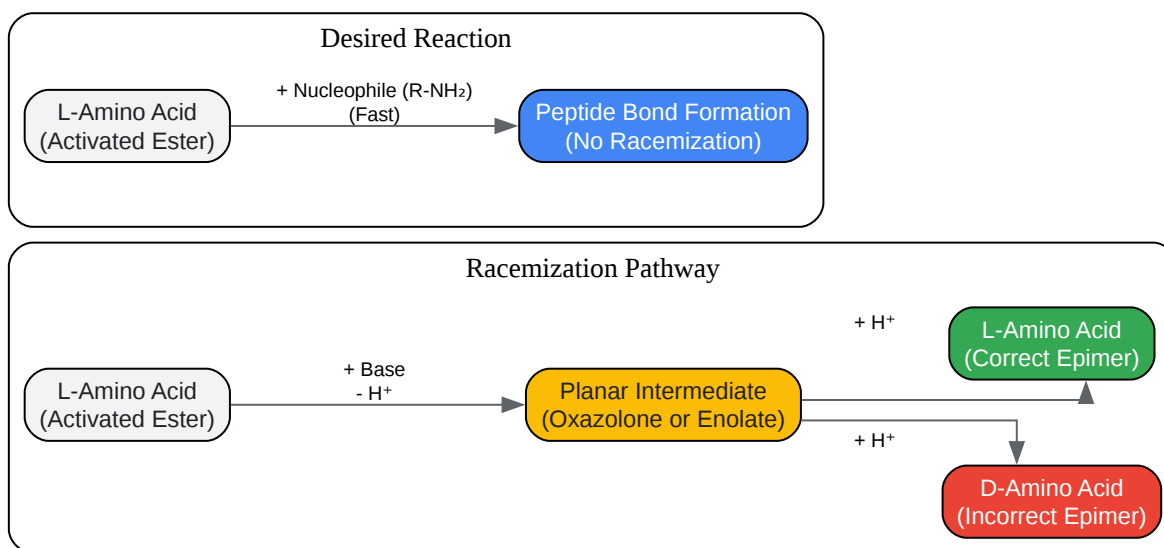 Desired Reaction
L-Amino Acid
(Activated Ester)
+ Nucleophile (R-NH₂)
(Fast)
Peptide Bond Formation
(No Racemization)
Racemization Pathway
L-Amino Acid
(Activated Ester)
+ Base
- H⁺
Planar Intermediate
(Oxazolone or Enolate)
+ H⁺
L-Amino Acid
(Correct Epimer)
+ H⁺
D-Amino Acid
(Incorrect Epimer)